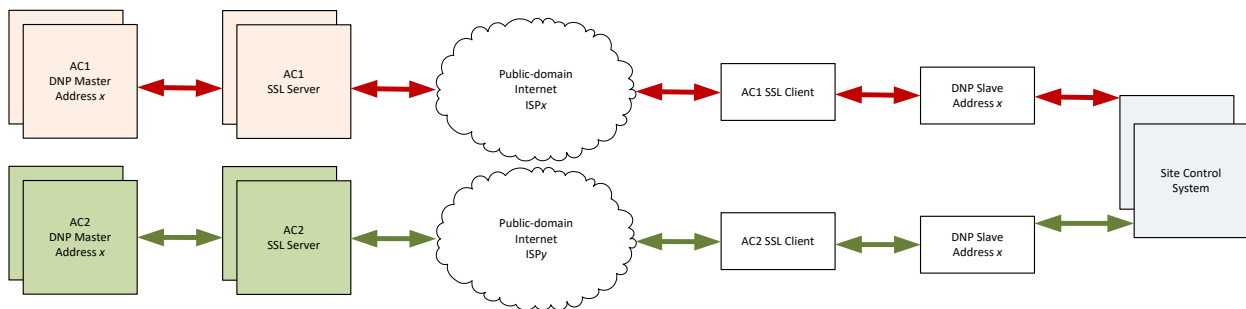 AC1
DNP Master
Address x
AC1
SSL Server
Public-domain
Internet
ISPx
AC1 SSL Client
DNP Slave
Address x
Site Control
System
AC2
DNP Master
Address x
AC2
SSL Server
Public-domain
Internet
ISPy
AC2 SSL Client
DNP Slave
Address x